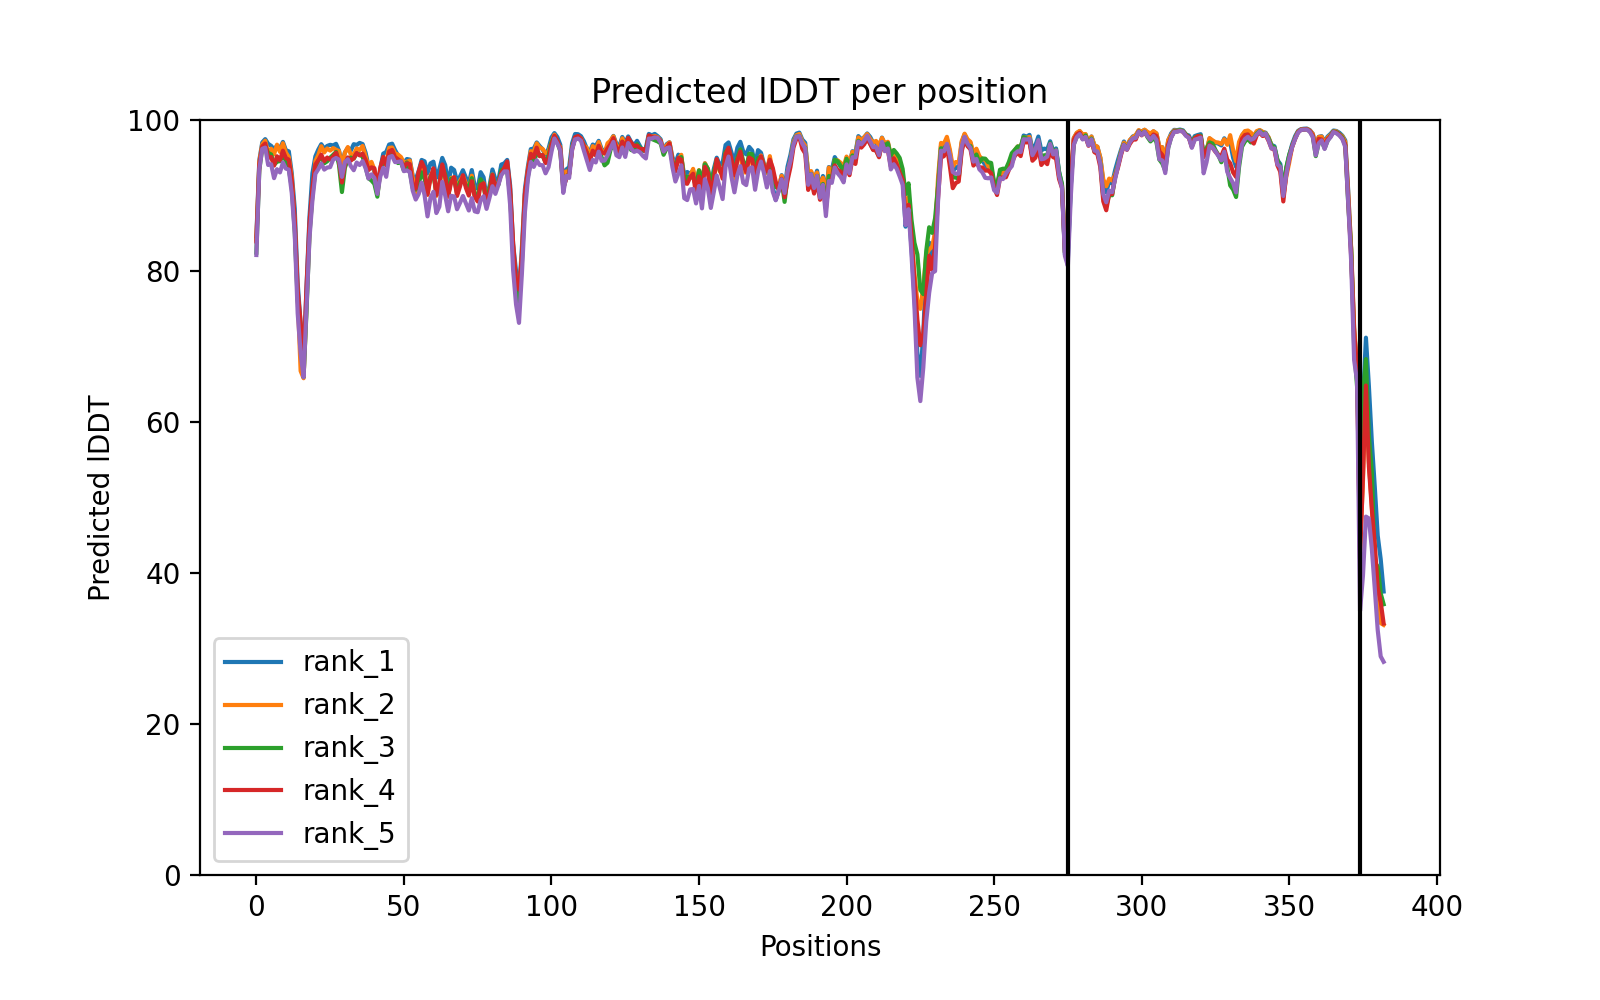 Predicted lDDT per position
100
80
60
40
20
0
Predicted lDDT
rank_1
rank_2
rank_3
rank_4
rank_5
0 50 100 150 200 250 300 350 400
Positions